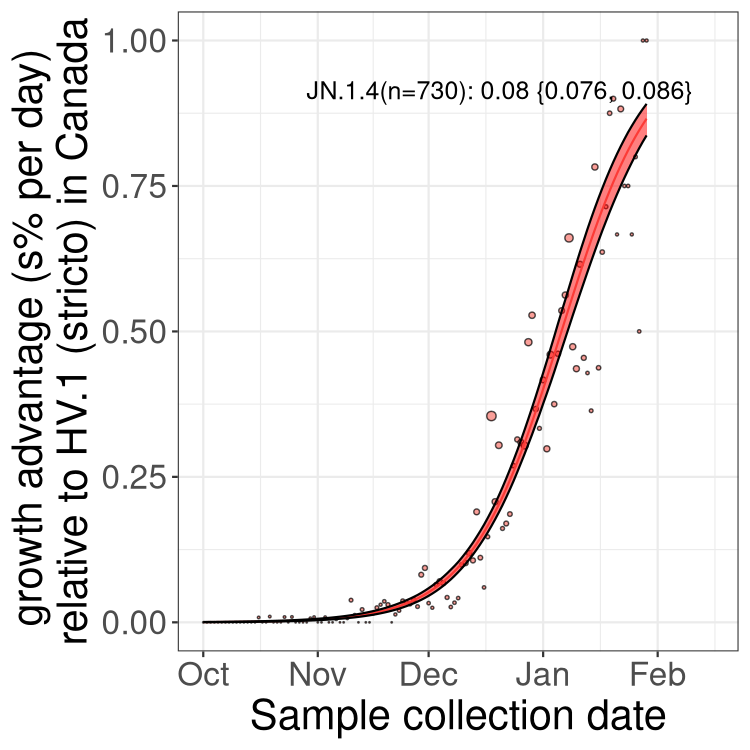 growth advantage (s% per day)
relative to HV.1 (stricto) in Canada
1.00
0.75
0.50
0.25
0.00
JN.1.4(n=730): 0.08 {0.076, 0.086}
Oct Nov Dec Jan Feb
Sample collection date